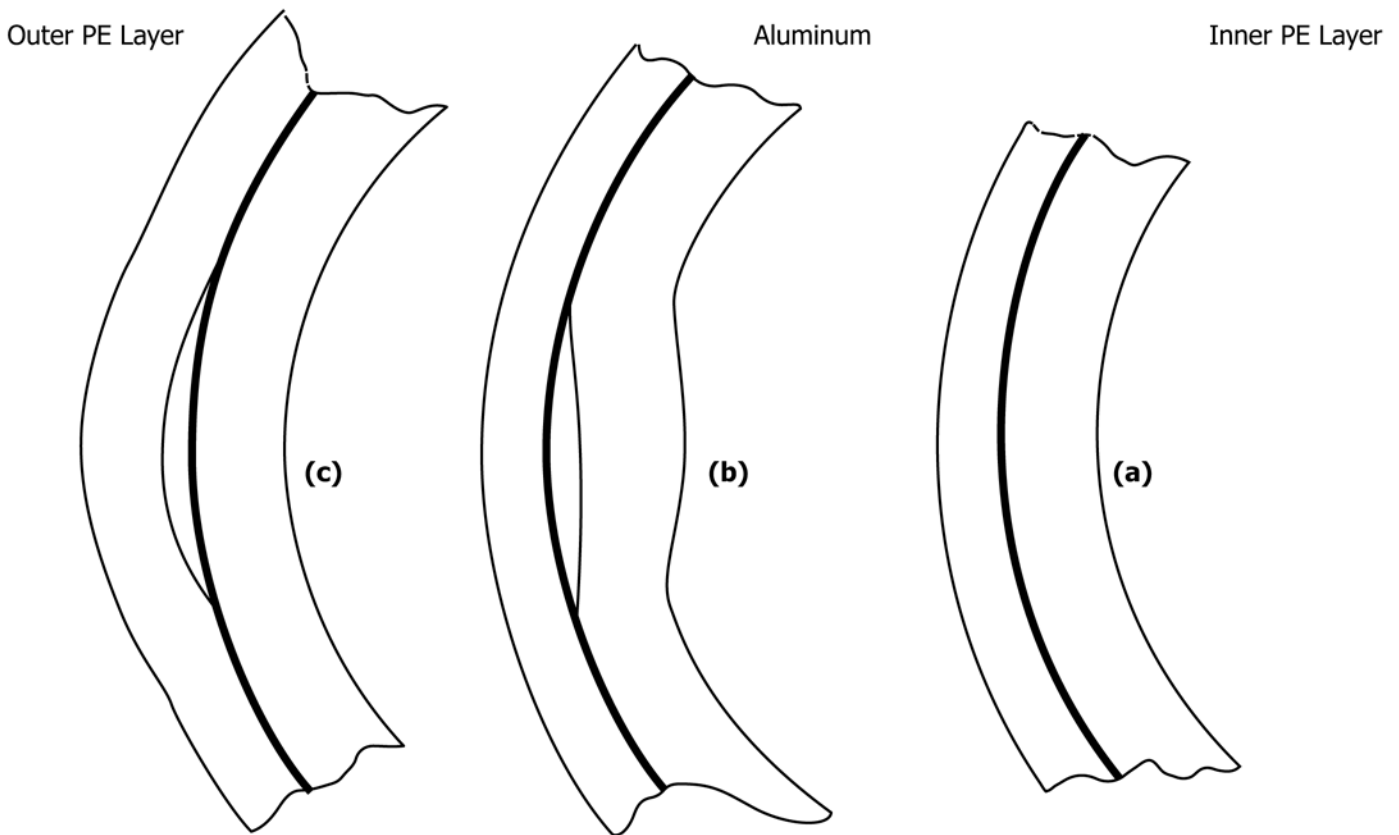 Outer PE Layer
Aluminum
Inner PE Layer
(c)
(b)
(a)